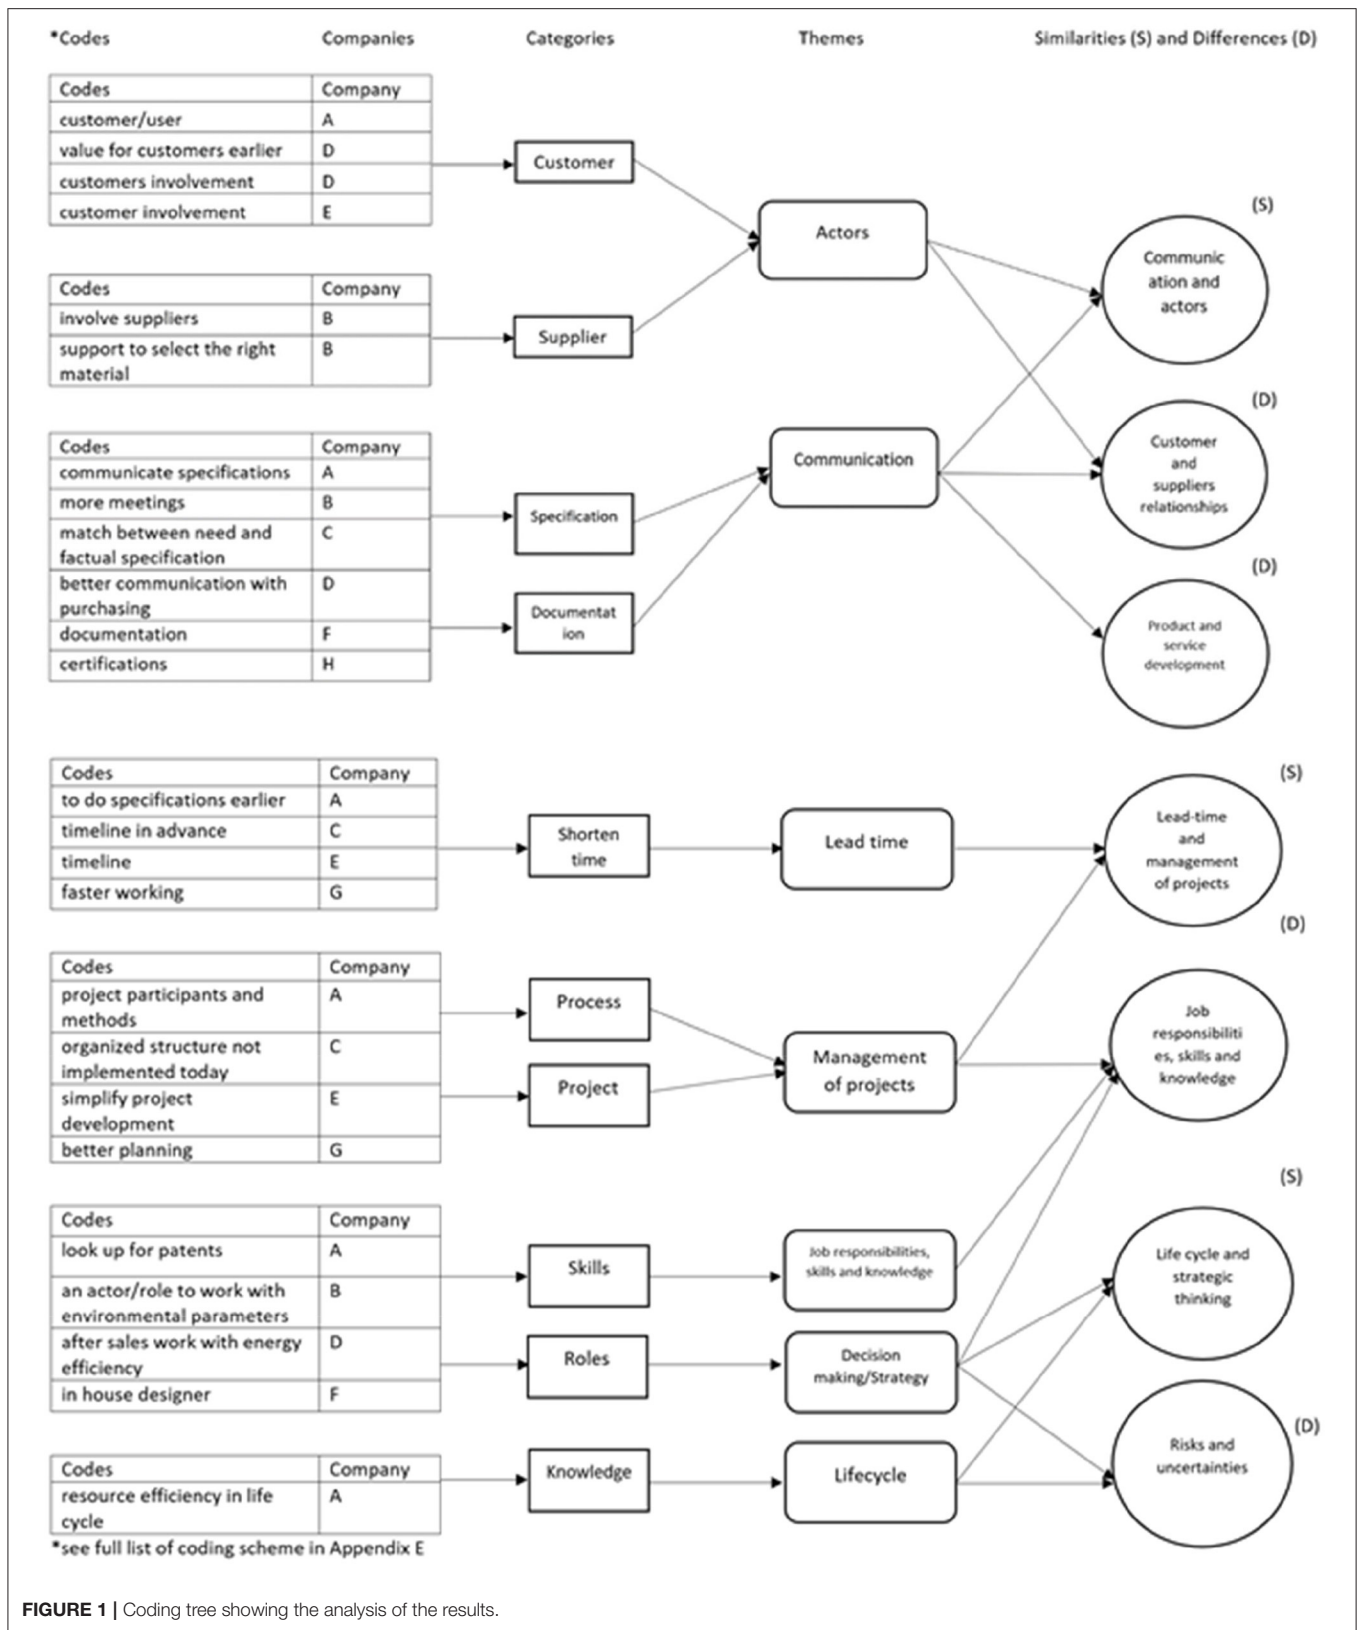 *Codes Companies Categories Themes Similarities (S) and Differences (D)
Codes Company
customer/user A
value for customers earlier D
customers involvement D
customer involvement E
Customer
Actors
(S)
Communic
ation and
actors
Codes Company
involve suppliers B
support to select the right B
material
Supplier
(D)
Customer
and
suppliers
relationships
Codes Company
communicate specifications A
more meetings B
match between need and C
factual specification
better communication with D
purchasing
documentation F
certifications H
Specification
Documentat
ion
Communication
(D)
Product and
service
development
Codes Company
to do specifications earlier A
timeline in advance C
timeline E
faster working G
Shorten
time
Lead time
(S)
Lead-time
and
management
of projects
Codes Company
project participants and A
methods
organized structure not C
implemented today
simplify project E
development
better planning G
Process
Project
Management
of projects
(D)
Job
responsibiliti
es, skills and
knowledge
Codes Company
look up for patents A
an actor/role to work with B
environmental parameters
after sales work with energy D
efficiency
in house designer F
Skills
Roles
Job responsibilities,
skills and knowledge
Decision
making/Strategy
(S)
Life cycle and
strategic
thinking
Codes Company
resource efficiency in life A
cycle
Knowledge
Lifecycle
(D)
Risks and
uncertainties
*see full list of coding scheme in Appendix E
FIGURE 1 | Coding tree showing the analysis of the results.